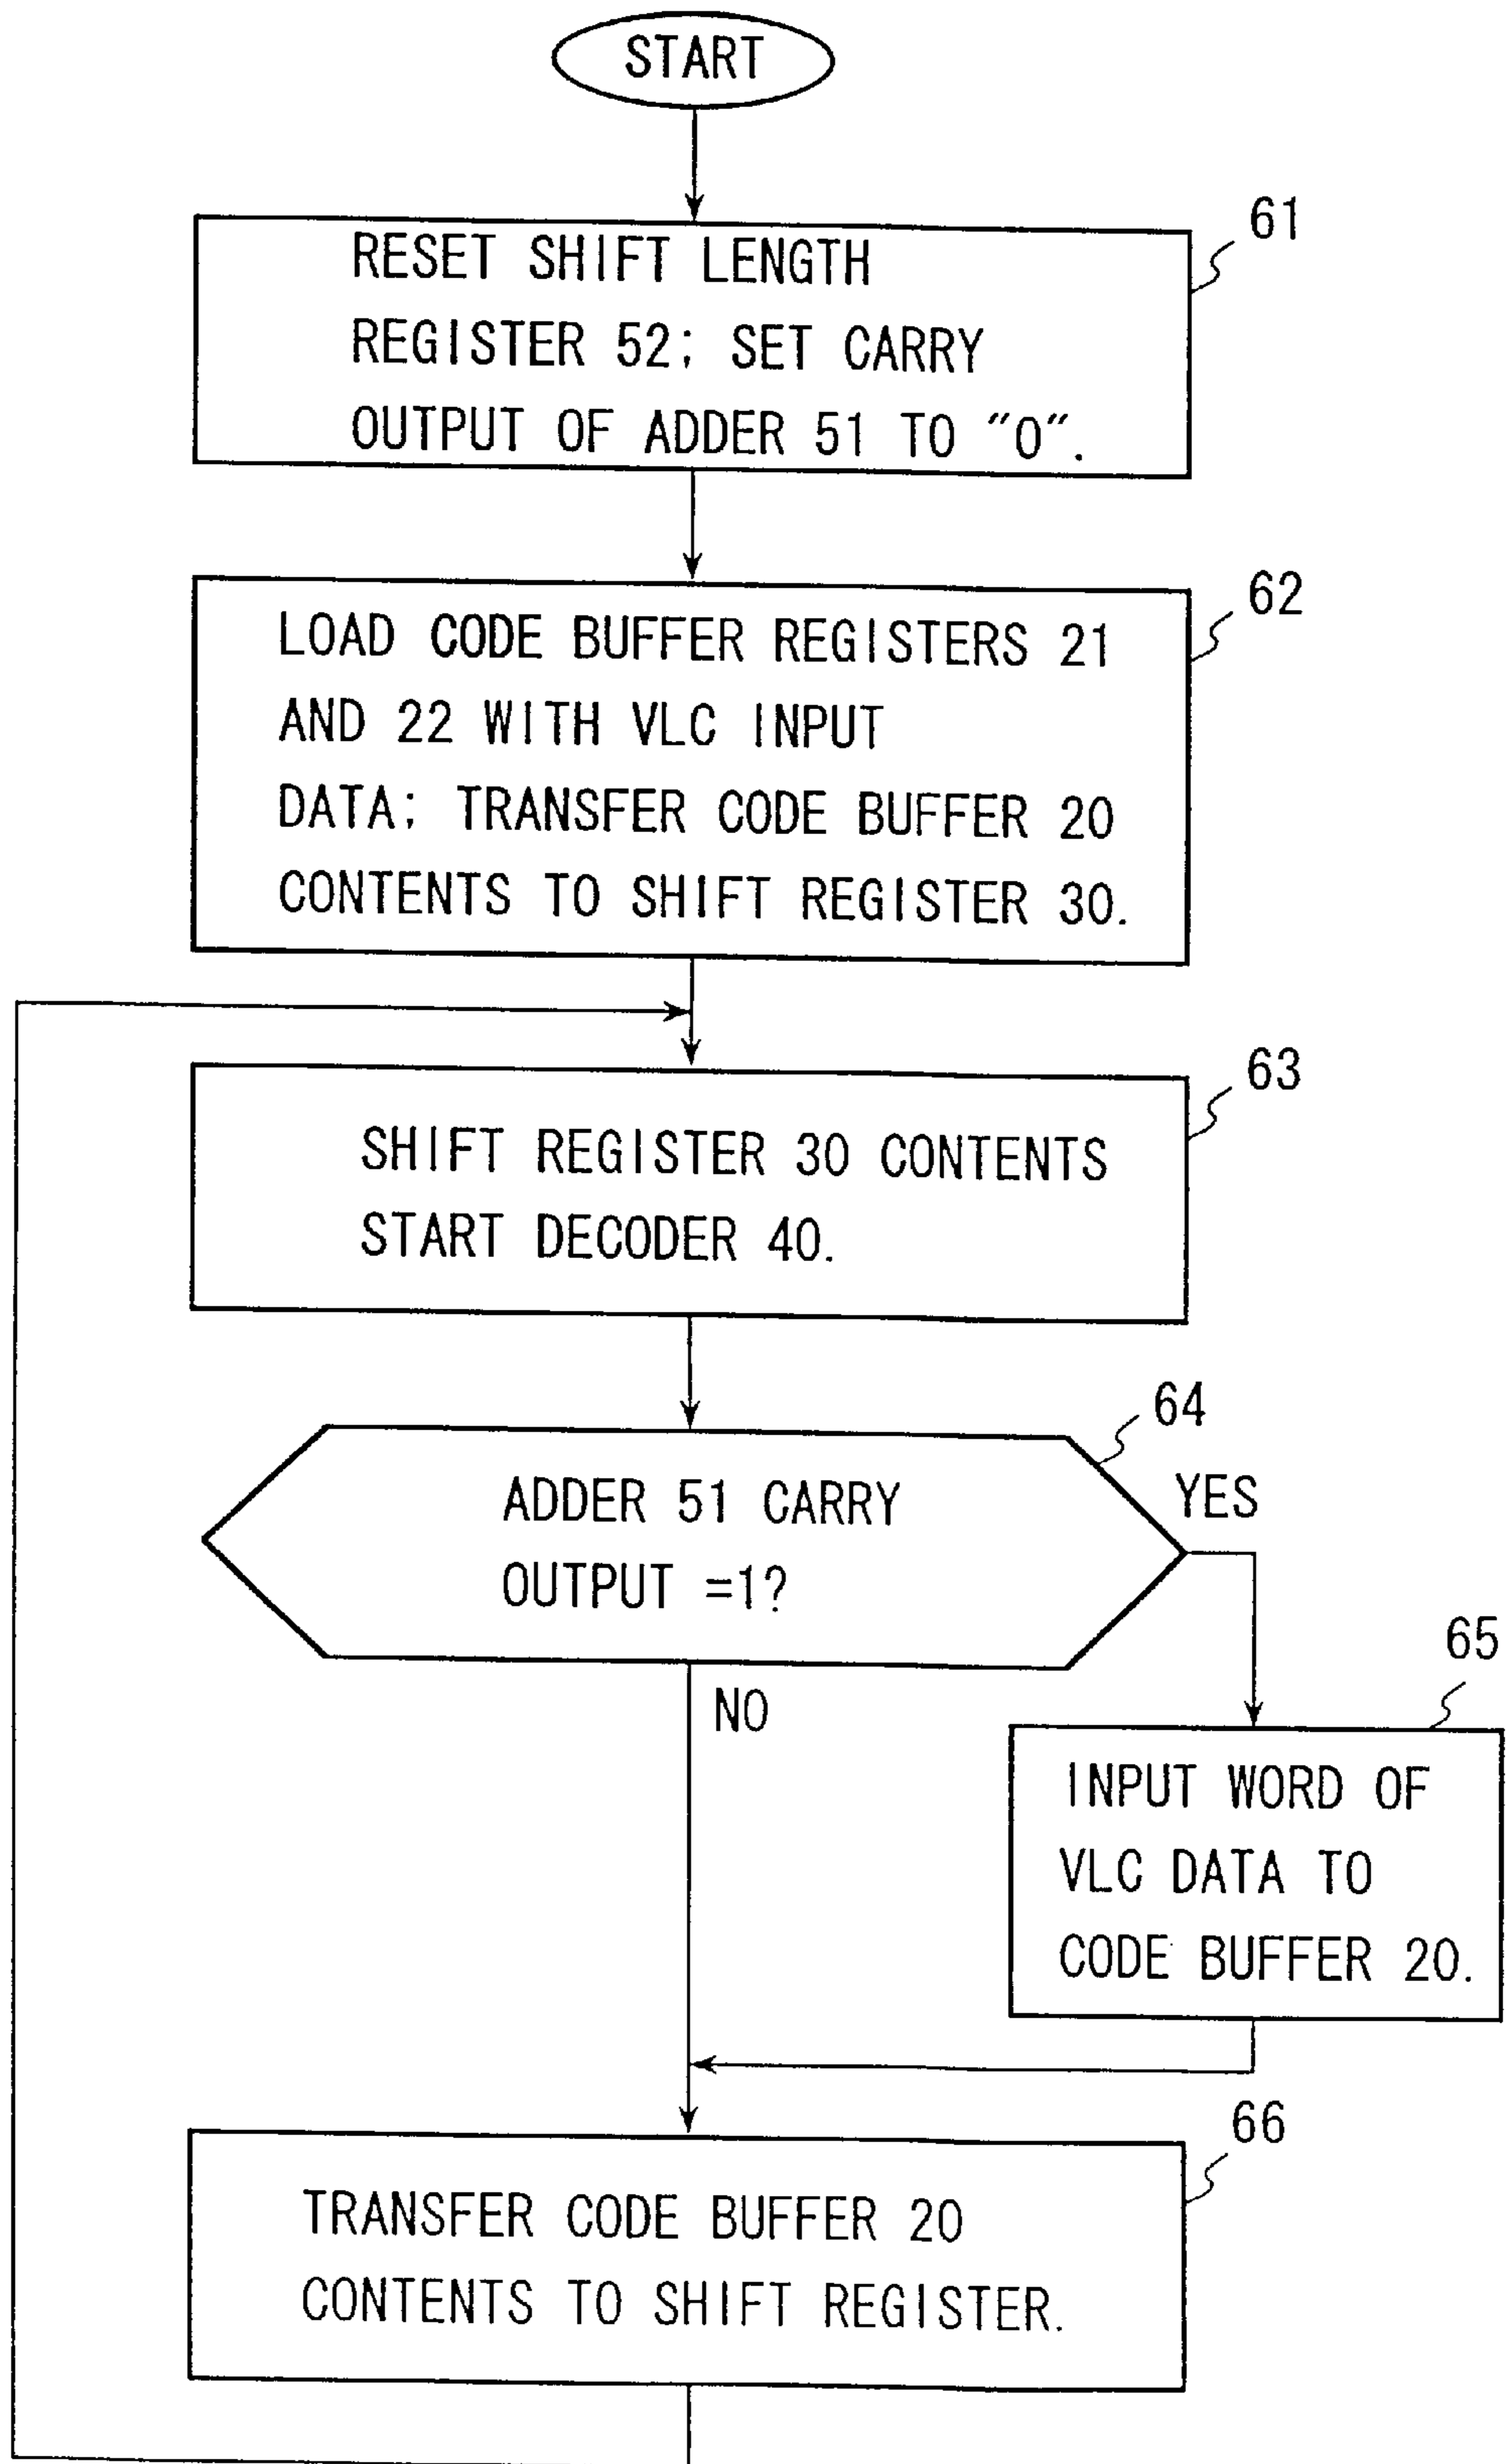 START
61
RESET SHIFT LENGTH
REGISTER 52; SET CARRY
OUTPUT OF ADDER 51 TO "0".
62
LOAD CODE BUFFER REGISTERS 21
AND 22 WITH VLC INPUT
DATA; TRANSFER CODE BUFFER 20
CONTENTS TO SHIFT REGISTER 30.
63
SHIFT REGISTER 30 CONTENTS
START DECODER 40.
64
ADDER 51 CARRY
OUTPUT =1?
YES
NO
65
INPUT WORD OF
VLC DATA TO
CODE BUFFER 20.
66
TRANSFER CODE BUFFER 20
CONTENTS TO SHIFT REGISTER.